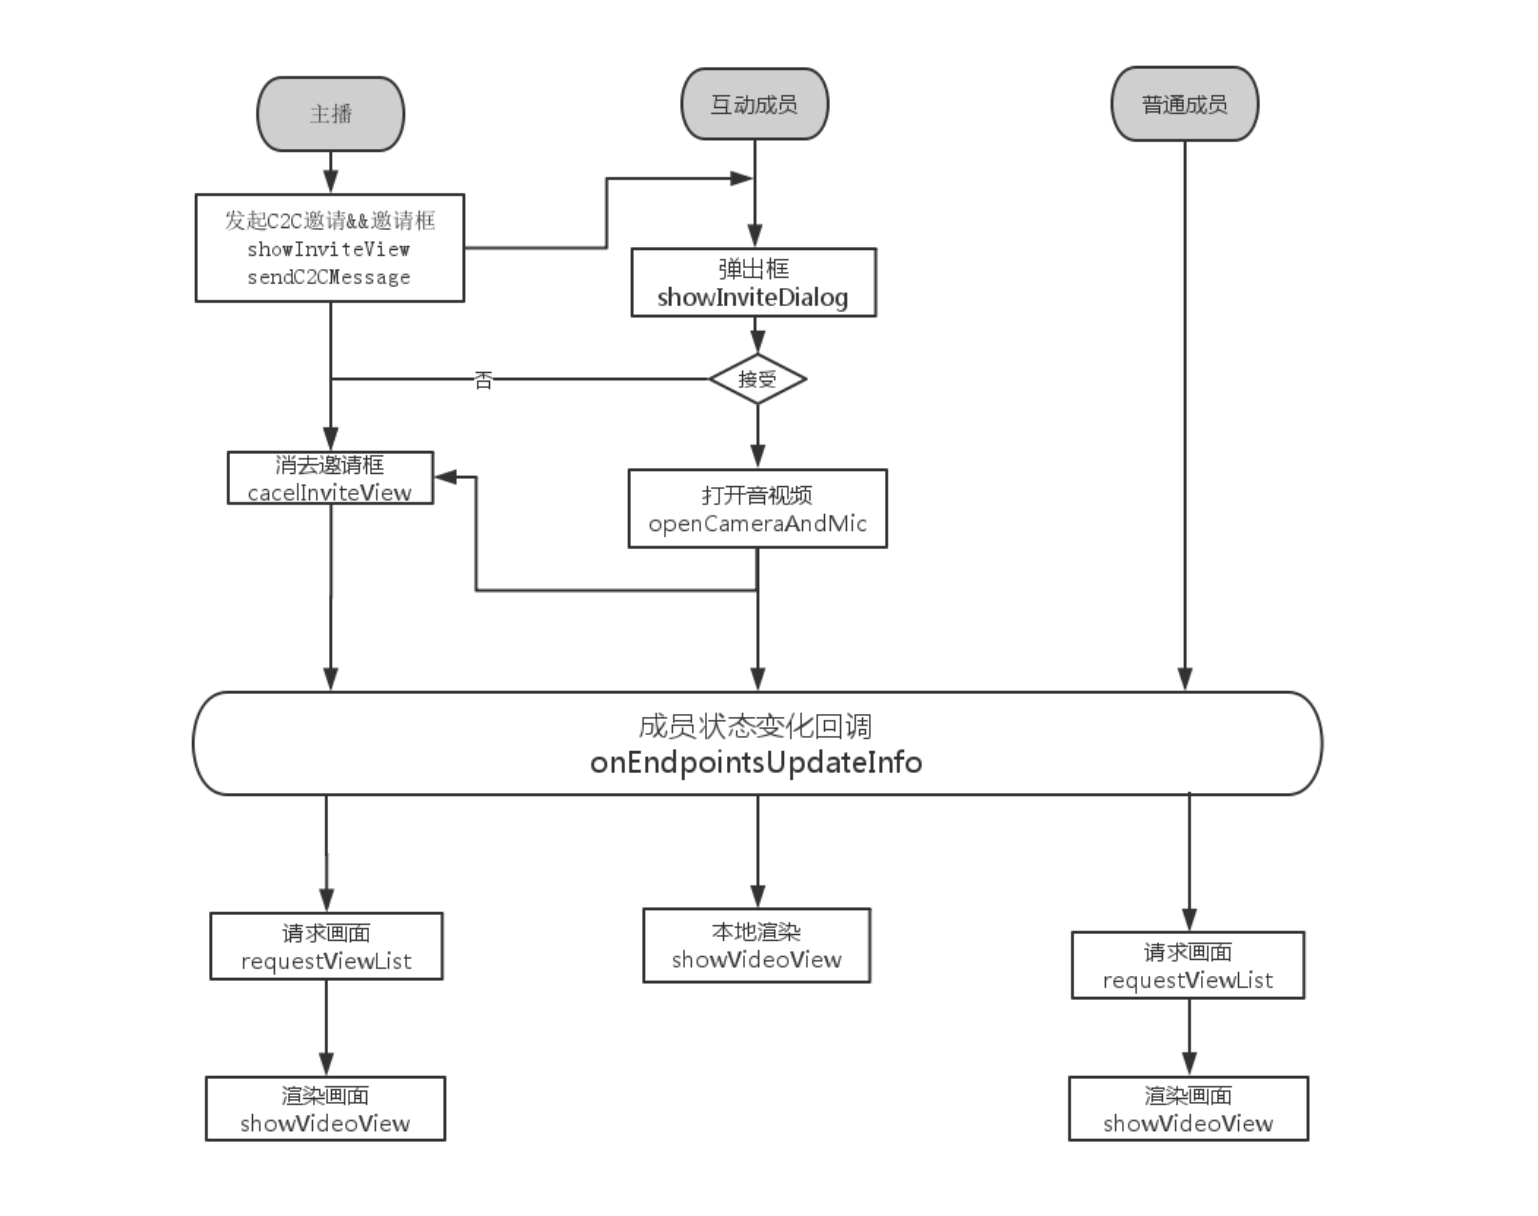 主播
互动成员
普通成员
发起C2C邀请&&邀请框
showInviteView
sendC2CMessage
弹出框
showInviteDialog
接受
否
消去邀请框
cacelInviteView
打开音视频
openCameraAndMic
成员状态变化回调
onEndpointsUpdateInfo
请求画面
requestViewList
本地渲染
showVideoView
请求画面
requestViewList
渲染画面
showVideoView
渲染画面
showVideoView